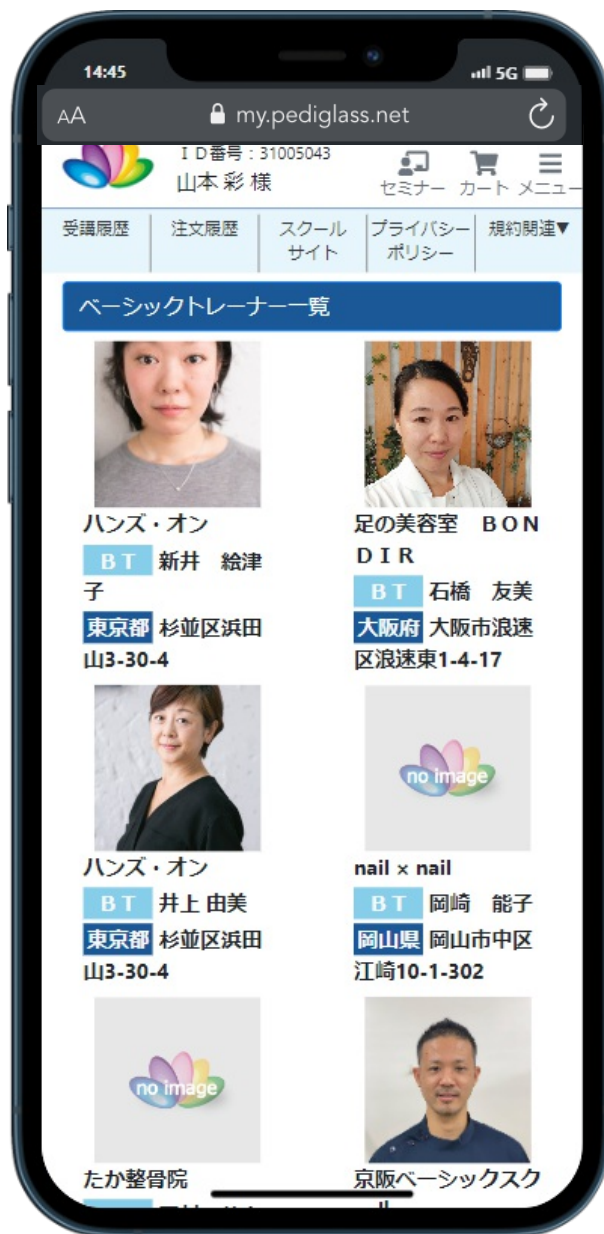 14:45
5G
AA
my.pediglass.net
ID番号：31005043
山本 彩 様
セミナー カート メニュー
受講履歴
注文履歴
スクール
サイト
プライバシー
ポリシー
規約関連▼
ベーシックトレーナー一覧
ハンズ・オン
BT 新井 絵津
子
東京都 杉並区浜田
山3-30-4
足の美容室 BON
DIR
BT 石橋 友美
大阪府 大阪市浪速
区浪速東1-4-17
ハンズ・オン
BT 井上 由美
東京都 杉並区浜田
山3-30-4
no image
nail × nail
BT 岡崎 能子
岡山県 岡山市中区
江崎10-1-302
no image
たか整骨院
京阪ベーシックスク